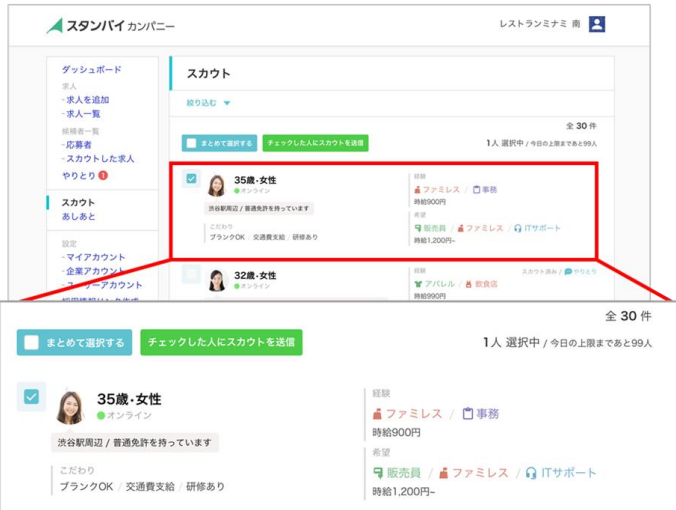 スタンバイ カンパニー
レストランミナミ 南
ダッシュボード
求人
-求人を追加
-求人一覧
候補者一覧
-応募者
-スカウトした求人
やりとり 1
スカウト
あしあと
設定
-マイアカウント
-企業アカウント
-ユーザーアカウント
スカウト
絞り込む ▼
全 30 件
まとめて選択する
チェックした人にスカウトを送信
1人 選択中 / 今日の上限まであと99人
35歳・女性
オンライン
渋谷駅周辺 / 普通免許を持っています
こだわり
ブランクOK / 交通費支給 / 研修あり
経験
ファミレス / 事務
時給900円
希望
販売員 / ファミレス / ITサポート
時給1,200円~
32歳・女性
オンライン
経験
スカウト済み / やりとり
アパレル / 飲食店
時給990円
全 30 件
まとめて選択する
チェックした人にスカウトを送信
1人 選択中 / 今日の上限まであと99人
35歳・女性
オンライン
渋谷駅周辺 / 普通免許を持っています
こだわり
ブランクOK / 交通費支給 / 研修あり
経験
ファミレス / 事務
時給900円
希望
販売員 / ファミレス / ITサポート
時給1,200円~